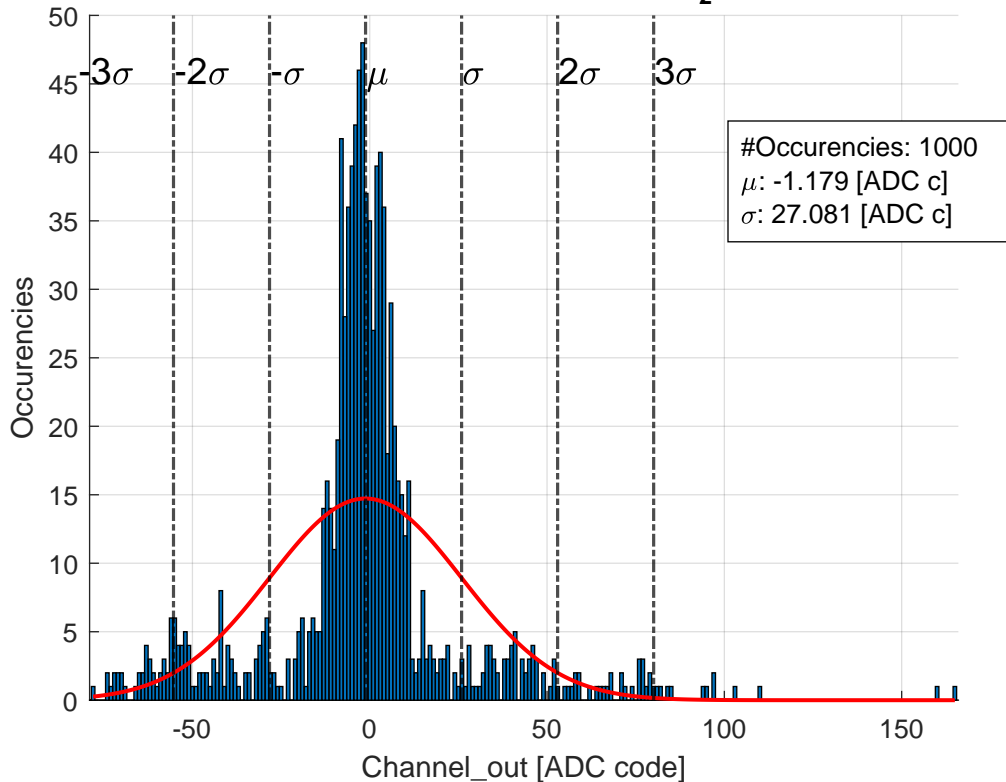 2
50
45
40
35
30
25
20
15
10
5
0
-3σ -2σ -σ μ σ 2σ 3σ
#Occurencies: 1000
μ: -1.179 [ADC c]
σ: 27.081 [ADC c]
Occurencies
-50 0 50 100 150
Channel_out [ADC code]